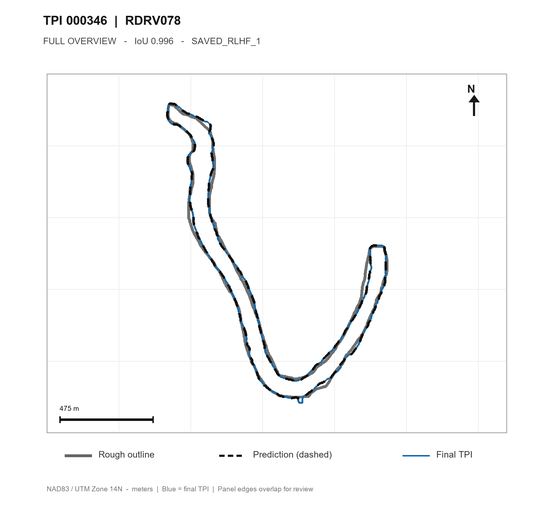 TPI 000346 | RDRV078
FULL OVERVIEW - IoU 0.996 - SAVED_RLHF_1
N
475 m
Rough outline
Prediction (dashed)
Final TPI
NAD83 / UTM Zone 14N - meters | Blue = final TPI | Panel edges overlap for review